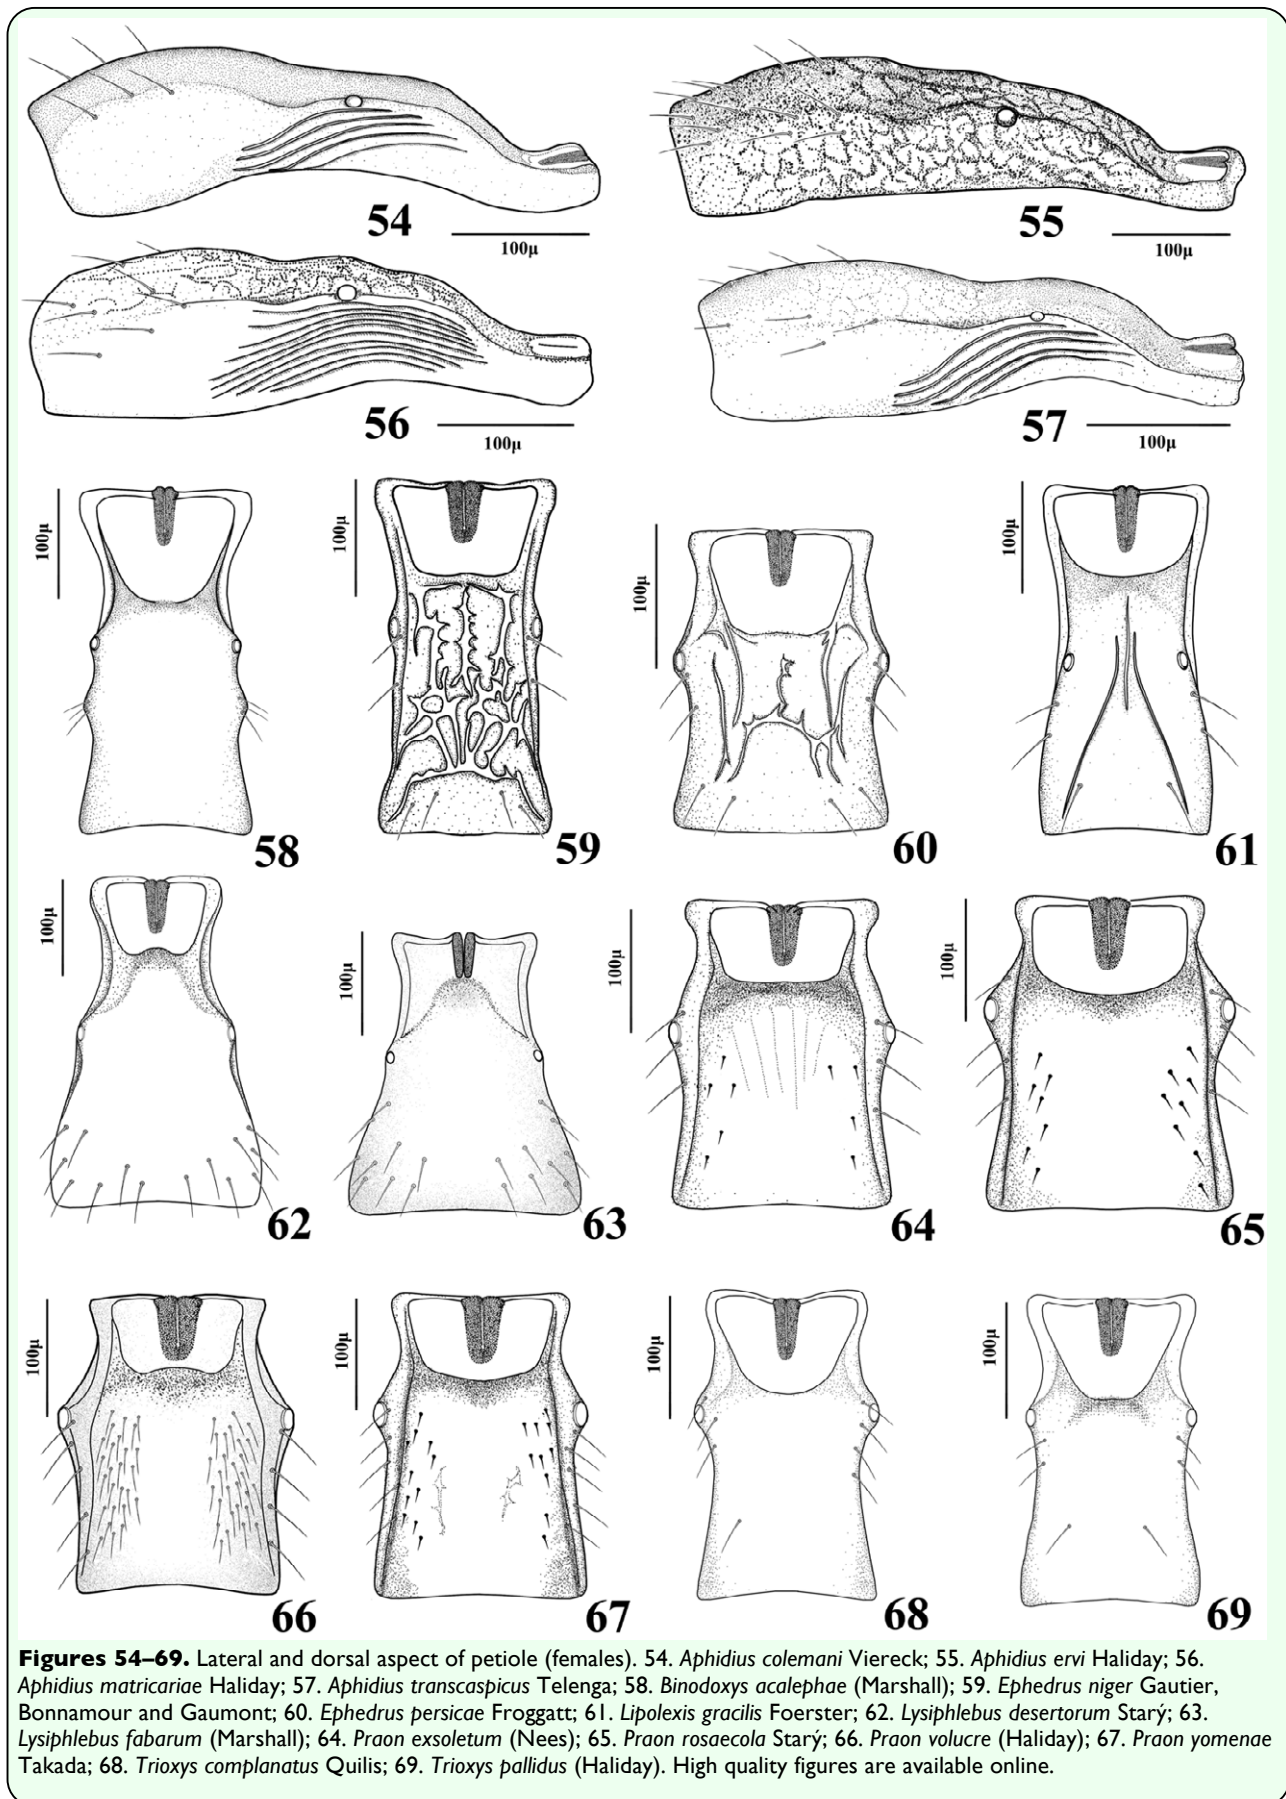 54
100µ
55
100µ
56
100µ
57
100µ
100µ
58
100µ
59
100µ
60
100µ
61
100µ
62
100µ
63
100µ
64
100µ
65
100µ
66
100µ
67
100µ
68
100µ
69
Figures 54–69. Lateral and dorsal aspect of petiole (females). 54. Aphidius colemani Viereck; 55. Aphidius ervi Haliday; 56.
Aphidius matricariae Haliday; 57. Aphidius transcaspicus Telenga; 58. Binodoxys acalephae (Marshall); 59. Ephedrus niger Gautier,
Bonnamour and Gaumont; 60. Ephedrus persicae Froggatt; 61. Lipolexis gracilis Foerster; 62. Lysiphlebus desertorum Starý; 63.
Lysiphlebus fabarum (Marshall); 64. Praon exsoletum (Nees); 65. Praon rosaecola Starý; 66. Praon volucre (Haliday); 67. Praon yomenae
Takada; 68. Trioxys complanatus Quilis; 69. Trioxys pallidus (Haliday). High quality figures are available online.